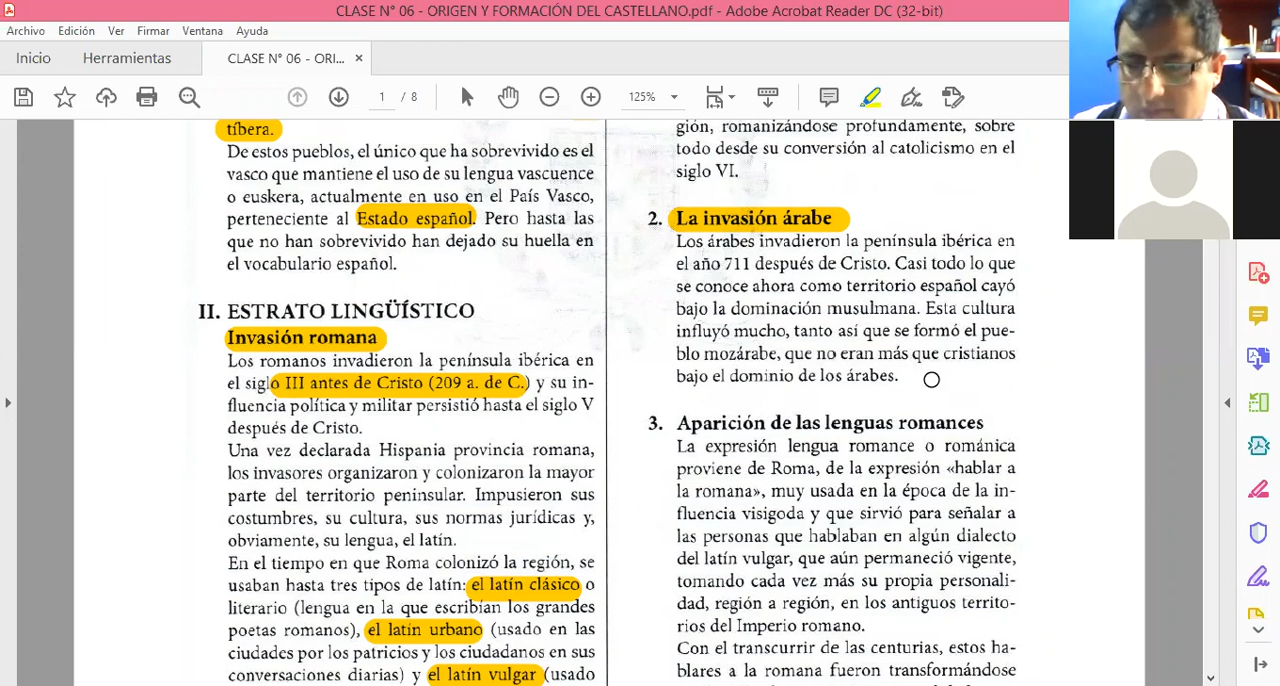 CLASE N° 06 - ORIGEN Y FORMACIÓN DEL CASTELLANO.pdf - Adobe Acrobat Reader DC (32-bit)
Archivo Edición Ver Firmar Ventana Ayuda
Inicio Herramientas CLASE N° 06 - ORI... ×
1 / 8 125%
tíbera.
De estos pueblos, el único que ha sobrevivido es el
vasco que mantiene el uso de su lengua vascuence
o euskera, actualmente en uso en el País Vasco,
perteneciente al Estado español. Pero hasta las
que no han sobrevivido han dejado su huella en
el vocabulario español.
II. ESTRATO LINGÜÍSTICO
Invasión romana
Los romanos invadieron la península ibérica en
el siglo III antes de Cristo (209 a. de C.) y su in-
fluencia política y militar persistió hasta el siglo V
después de Cristo.
Una vez declarada Hispania provincia romana,
los invasores organizaron y colonizaron la mayor
parte del territorio peninsular. Impusieron sus
costumbres, su cultura, sus normas jurídicas y,
obviamente, su lengua, el latín.
En el tiempo en que Roma colonizó la región, se
usaban hasta tres tipos de latín: el latín clásico o
literario (lengua en la que escribían los grandes
poetas romanos), el latín urbano (usado en las
ciudades por los patricios y los ciudadanos en sus
conversaciones diarias) y el latín vulgar (usado
gión, romanizándose profundamente, sobre
todo desde su conversión al catolicismo en el
siglo VI.
2. La invasión árabe
Los árabes invadieron la península ibérica en
el año 711 después de Cristo. Casi todo lo que
se conoce ahora como territorio español cayó
bajo la dominación musulmana. Esta cultura
influyó mucho, tanto así que se formó el pue-
blo mozárabe, que no eran más que cristianos
bajo el dominio de los árabes.
3. Aparición de las lenguas romances
La expresión lengua romance o románica
proviene de Roma, de la expresión «hablar a
la romana», muy usada en la época de la in-
fluencia visigoda y que sirvió para señalar a
las personas que hablaban en algún dialecto
del latín vulgar, que aún permaneció vigente,
tomando cada vez más su propia personali-
dad, región a región, en los antiguos territo-
rios del Imperio romano.
Con el transcurrir de las centurias, estos ha-
blares a la romana fueron transformándose